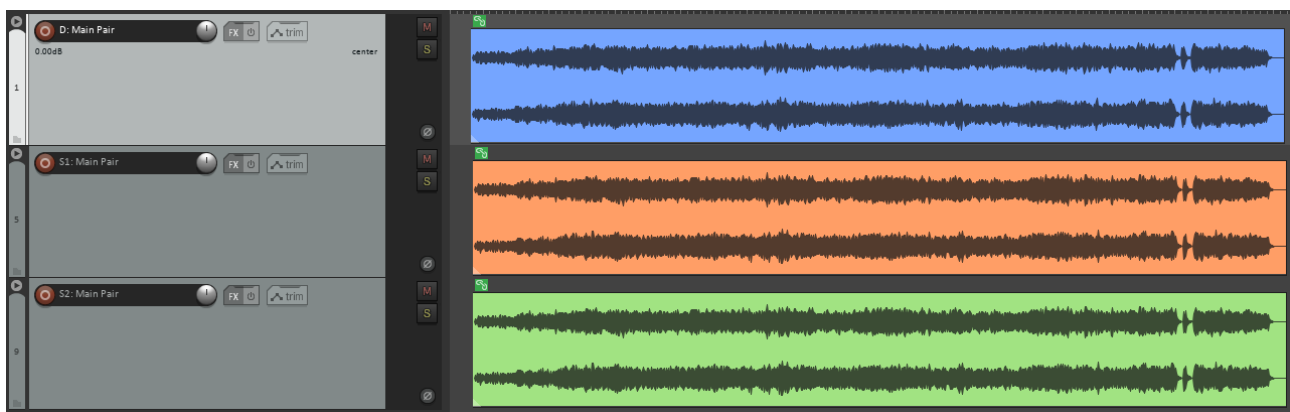 D: Main Pair
FX
trim
M
0.00dB
center
S
1
S1: Main Pair
FX
trim
M
S
5
S2: Main Pair
FX
trim
M
S
9